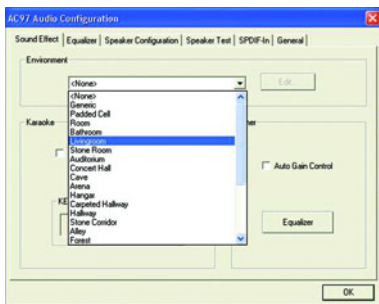 AC97 Audio Configuration
Sound Effect Equalizer Speaker Configuration Speaker Test SPDIF-In General
Environment
<None>
Edit...
<None>
Generic
Padded Cell
Room
Bathroom
Livingroom
Stone Room
Auditorium
Concert Hall
Cave
Arena
Hangar
Carpeted Hallway
Hallway
Stone Corridor
Alley
Forest
Karaoke
KE
her
Auto Gain Control
Equalizer
OK